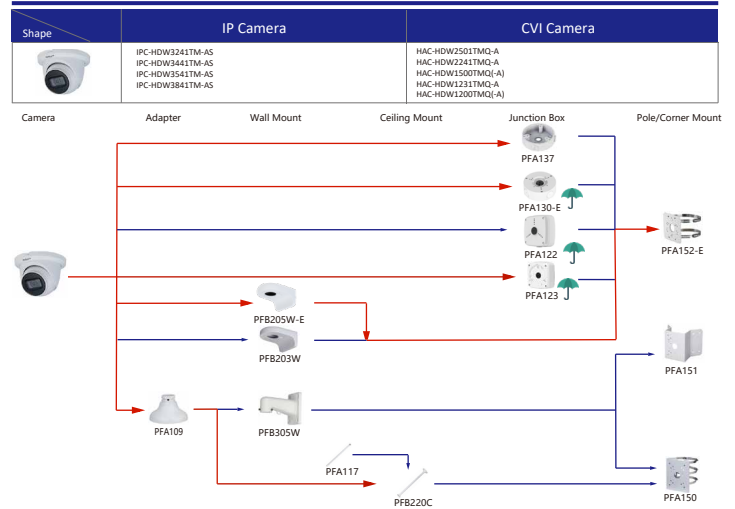 Shape
IP Camera
CVI Camera
IPC-HDW3241TM-AS
IPC-HDW3441TM-AS
IPC-HDW3541TM-AS
IPC-HDW3841TM-AS
HAC-HDW2501TMQ-A
HAC-HDW2241TMQ-A
HAC-HDW1500TMQ(-A)
HAC-HDW1231TMQ-A
HAC-HDW1200TMQ(-A)
Camera
Adapter
Wall Mount
Ceiling Mount
Junction Box
Pole/Corner Mount
PFA137
PFA130-E
PFA122
PFA152-E
PFA123
PFB205W-E
PFB203W
PFA151
PFA109
PFB305W
PFA117
PFB220C
PFA150